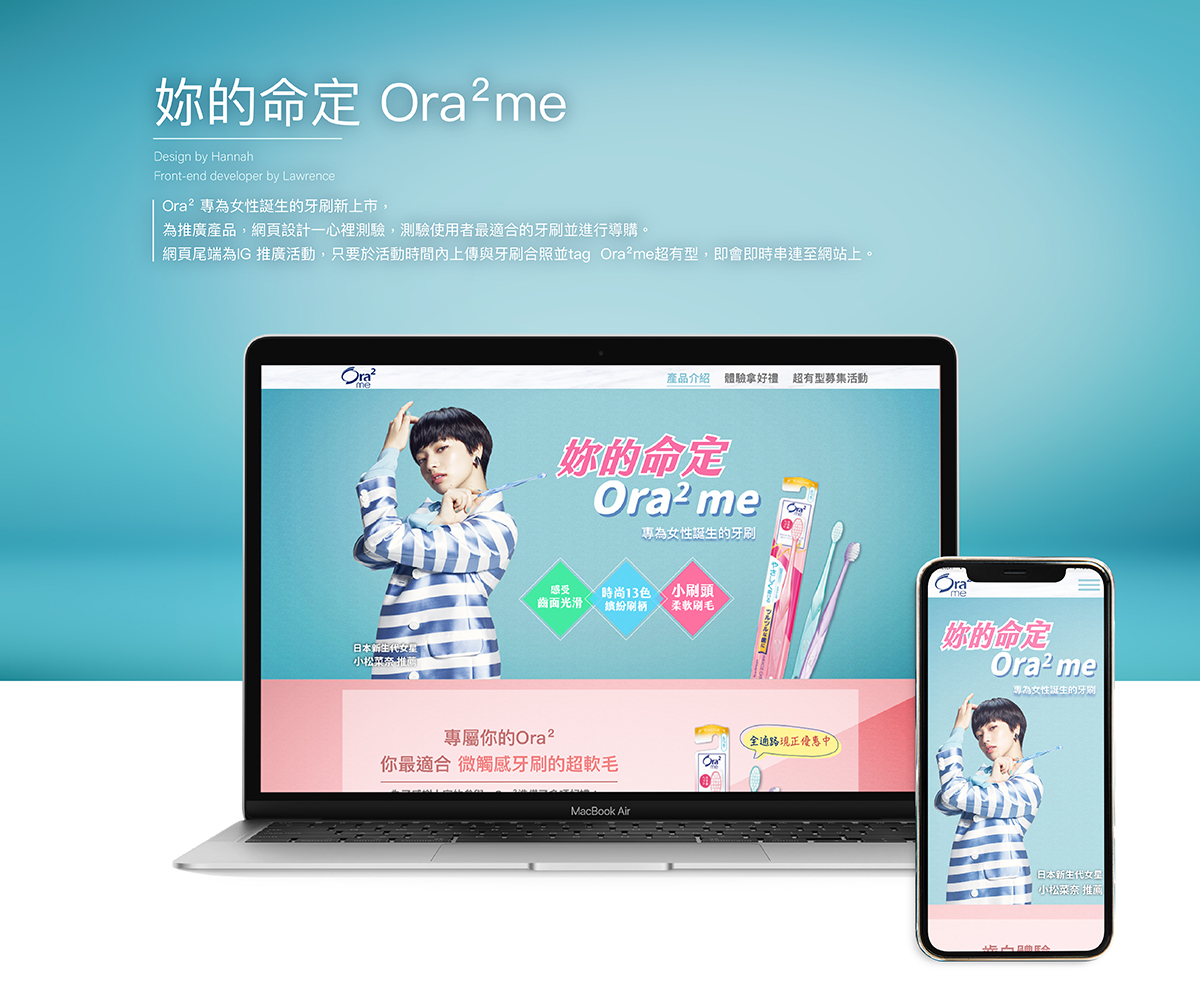 妳的命定 Ora²me
Design by Hannah
Front-end developer by Lawrence
Ora² 專為女性誕生的牙刷新上市，
為推廣產品，網頁設計一心裡測驗，測驗使用者最適合的牙刷並進行導購。
網頁尾端為IG 推廣活動，只要於活動時間內上傳與牙刷合照並tag Ora²me超有型，即會即時串連至網站上。
Ora²
me
產品介紹 體驗拿好禮 超有型募集活動
妳的命定
Ora² me
專為女性誕生的牙刷
感受
齒面光滑
時尚13色
繽紛刷柄
小刷頭
柔軟刷毛
Ora²
me
やさしく
日本新生代女星
小松菜奈 推薦
專屬你的Ora²
你最適合 微觸感牙刷的超軟毛
全通路現正優惠中
Ora²
me
MacBook Air
Ora²
me
妳的命定
Ora² me
專為女性誕生的牙刷
日本新生代女星
小松菜奈 推薦